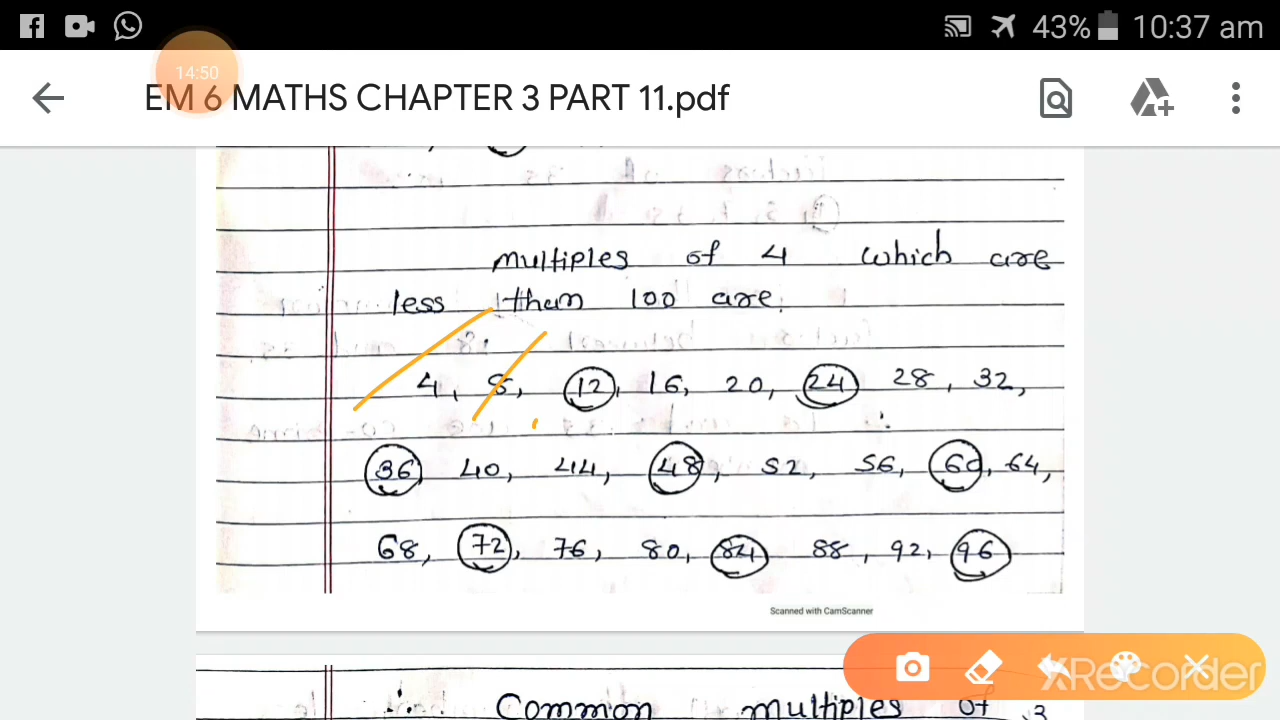 43% 10:37 am
14:50
EM 6 MATHS CHAPTER 3 PART 11.pdf
multiples of 4 which are
less than 100 are.
4, 8, 12, 16, 20, 24 28, 32,
36, 40, 44, 48, 52, 56, 60, 64,
68, 72, 76, 80, 84 88, 92, 96
Scanned with CamScanner
XRecorder
Common multiples of 3